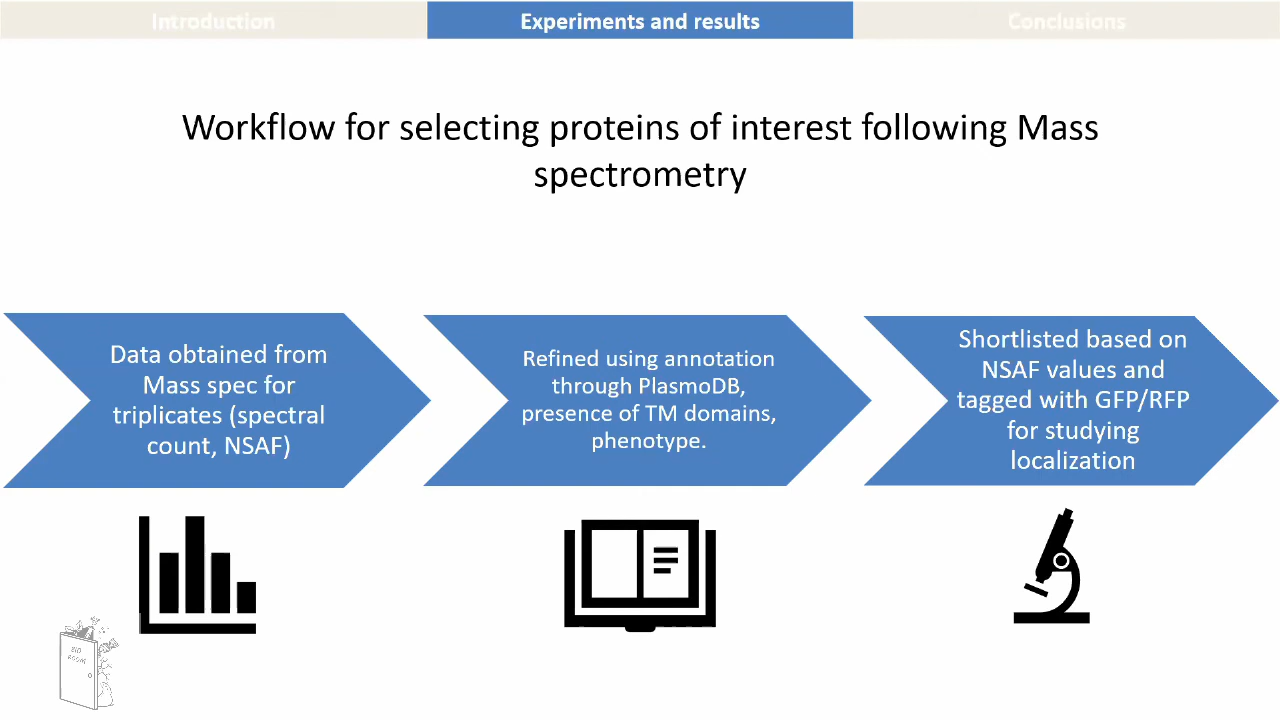 Introduction
Experiments and results
Conclusions
Workflow for selecting proteins of interest following Mass
spectrometry
Data obtained from
Mass spec for
triplicates (spectral
count, NSAF)
Refined using annotation
through PlasmoDB,
presence of TM domains,
phenotype.
Shortlisted based on
NSAF values and
tagged with GFP/RFP
for studying
localization
BIO
ROOM